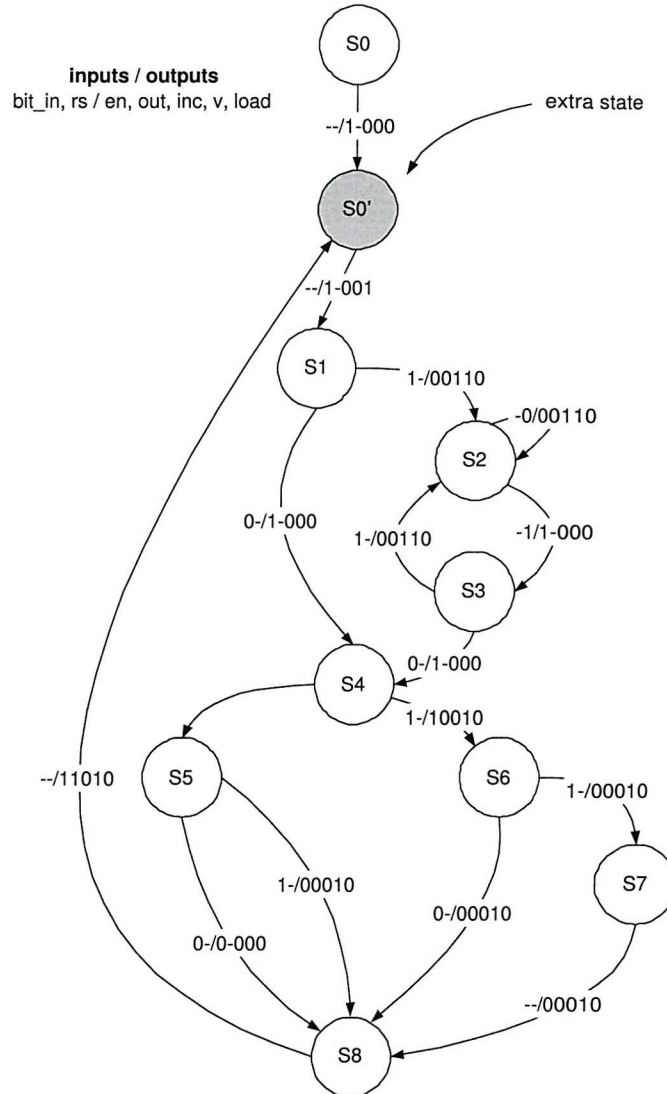 S0
inputs / outputs
bit_in, rs / en, out, inc, v, load
extra state
--/1-000
S0'
--/1-001
S1
1-/00110
-0/00110
S2
0-/1-000
1-/00110
-1/1-000
S3
0-/1-000
S4
1-/10010
S5
S6
--/11010
1-/00010
1-/00010
S7
0-/00010
0-/0-000
--/00010
S8